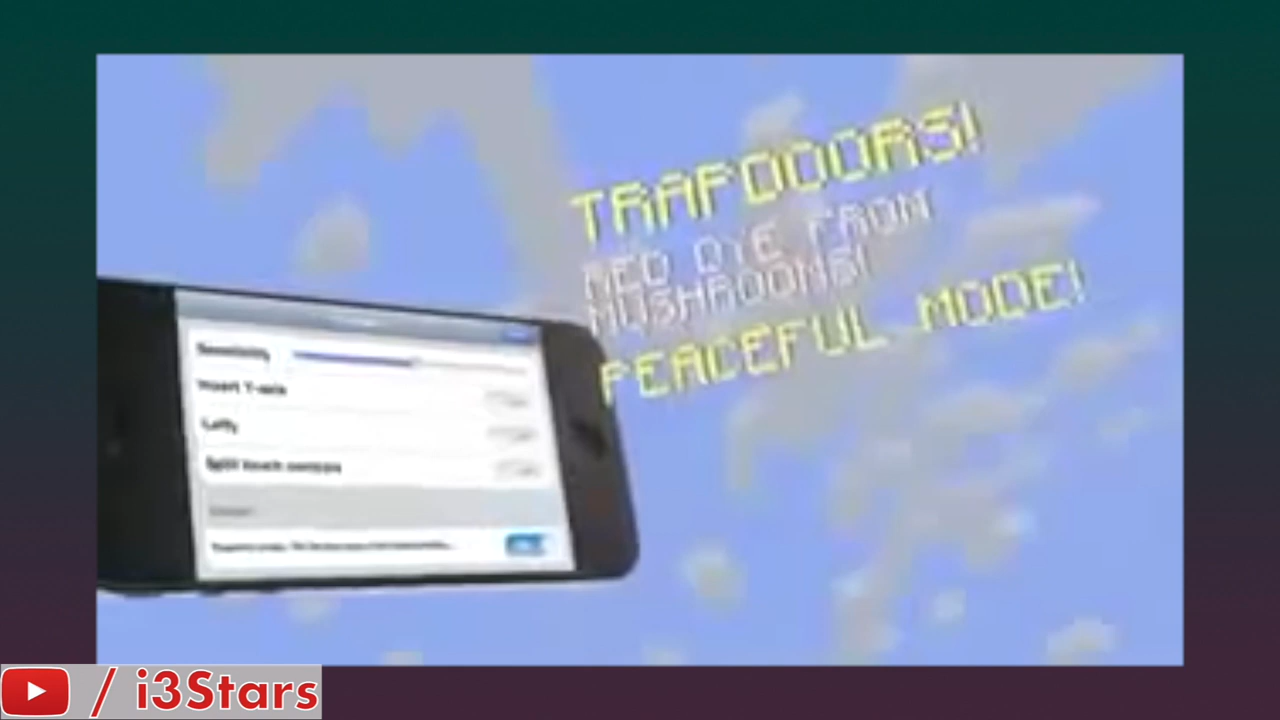 TRAPDOORS!
RED DYE FROM
MUSHROOMS!
PEACEFUL MODE!
Sensitivity
Invert Y-axis
Lefty
Split touch controls
/ i3Stars